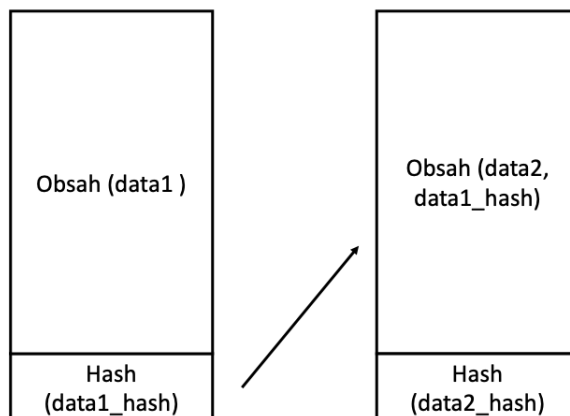 Obsah (data1 )
Hash
(data1_hash)
Obsah (data2,
data1_hash)
Hash
(data2_hash)